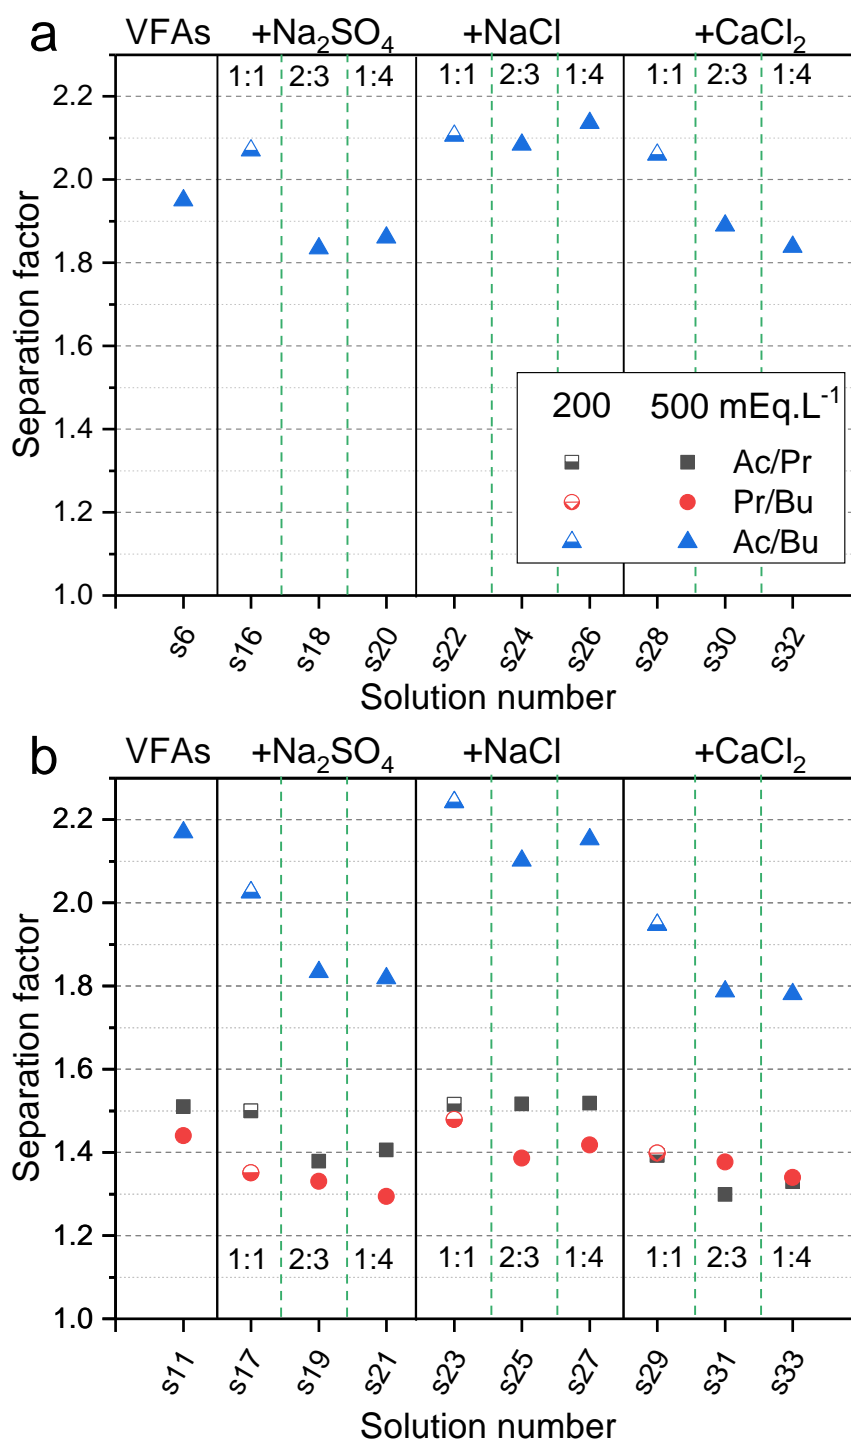 a
VFAs +Na₂SO₄ +NaCl +CaCl₂
1:1 2:3 1:4 1:1 2:3 1:4 1:1 2:3 1:4
2.2
2.0
1.8
1.6
1.4
1.2
1.0
Separation factor
200 500 mEq.L⁻¹
Ac/Pr
Pr/Bu
Ac/Bu
s6 s16 s18 s20 s22 s24 s26 s28 s30 s32
Solution number
b
VFAs +Na₂SO₄ +NaCl +CaCl₂
2.2
2.0
1.8
1.6
1.4
1.2
1.0
Separation factor
1:1 2:3 1:4 1:1 2:3 1:4 1:1 2:3 1:4
s11 s17 s19 s21 s23 s25 s27 s29 s31 s33
Solution number